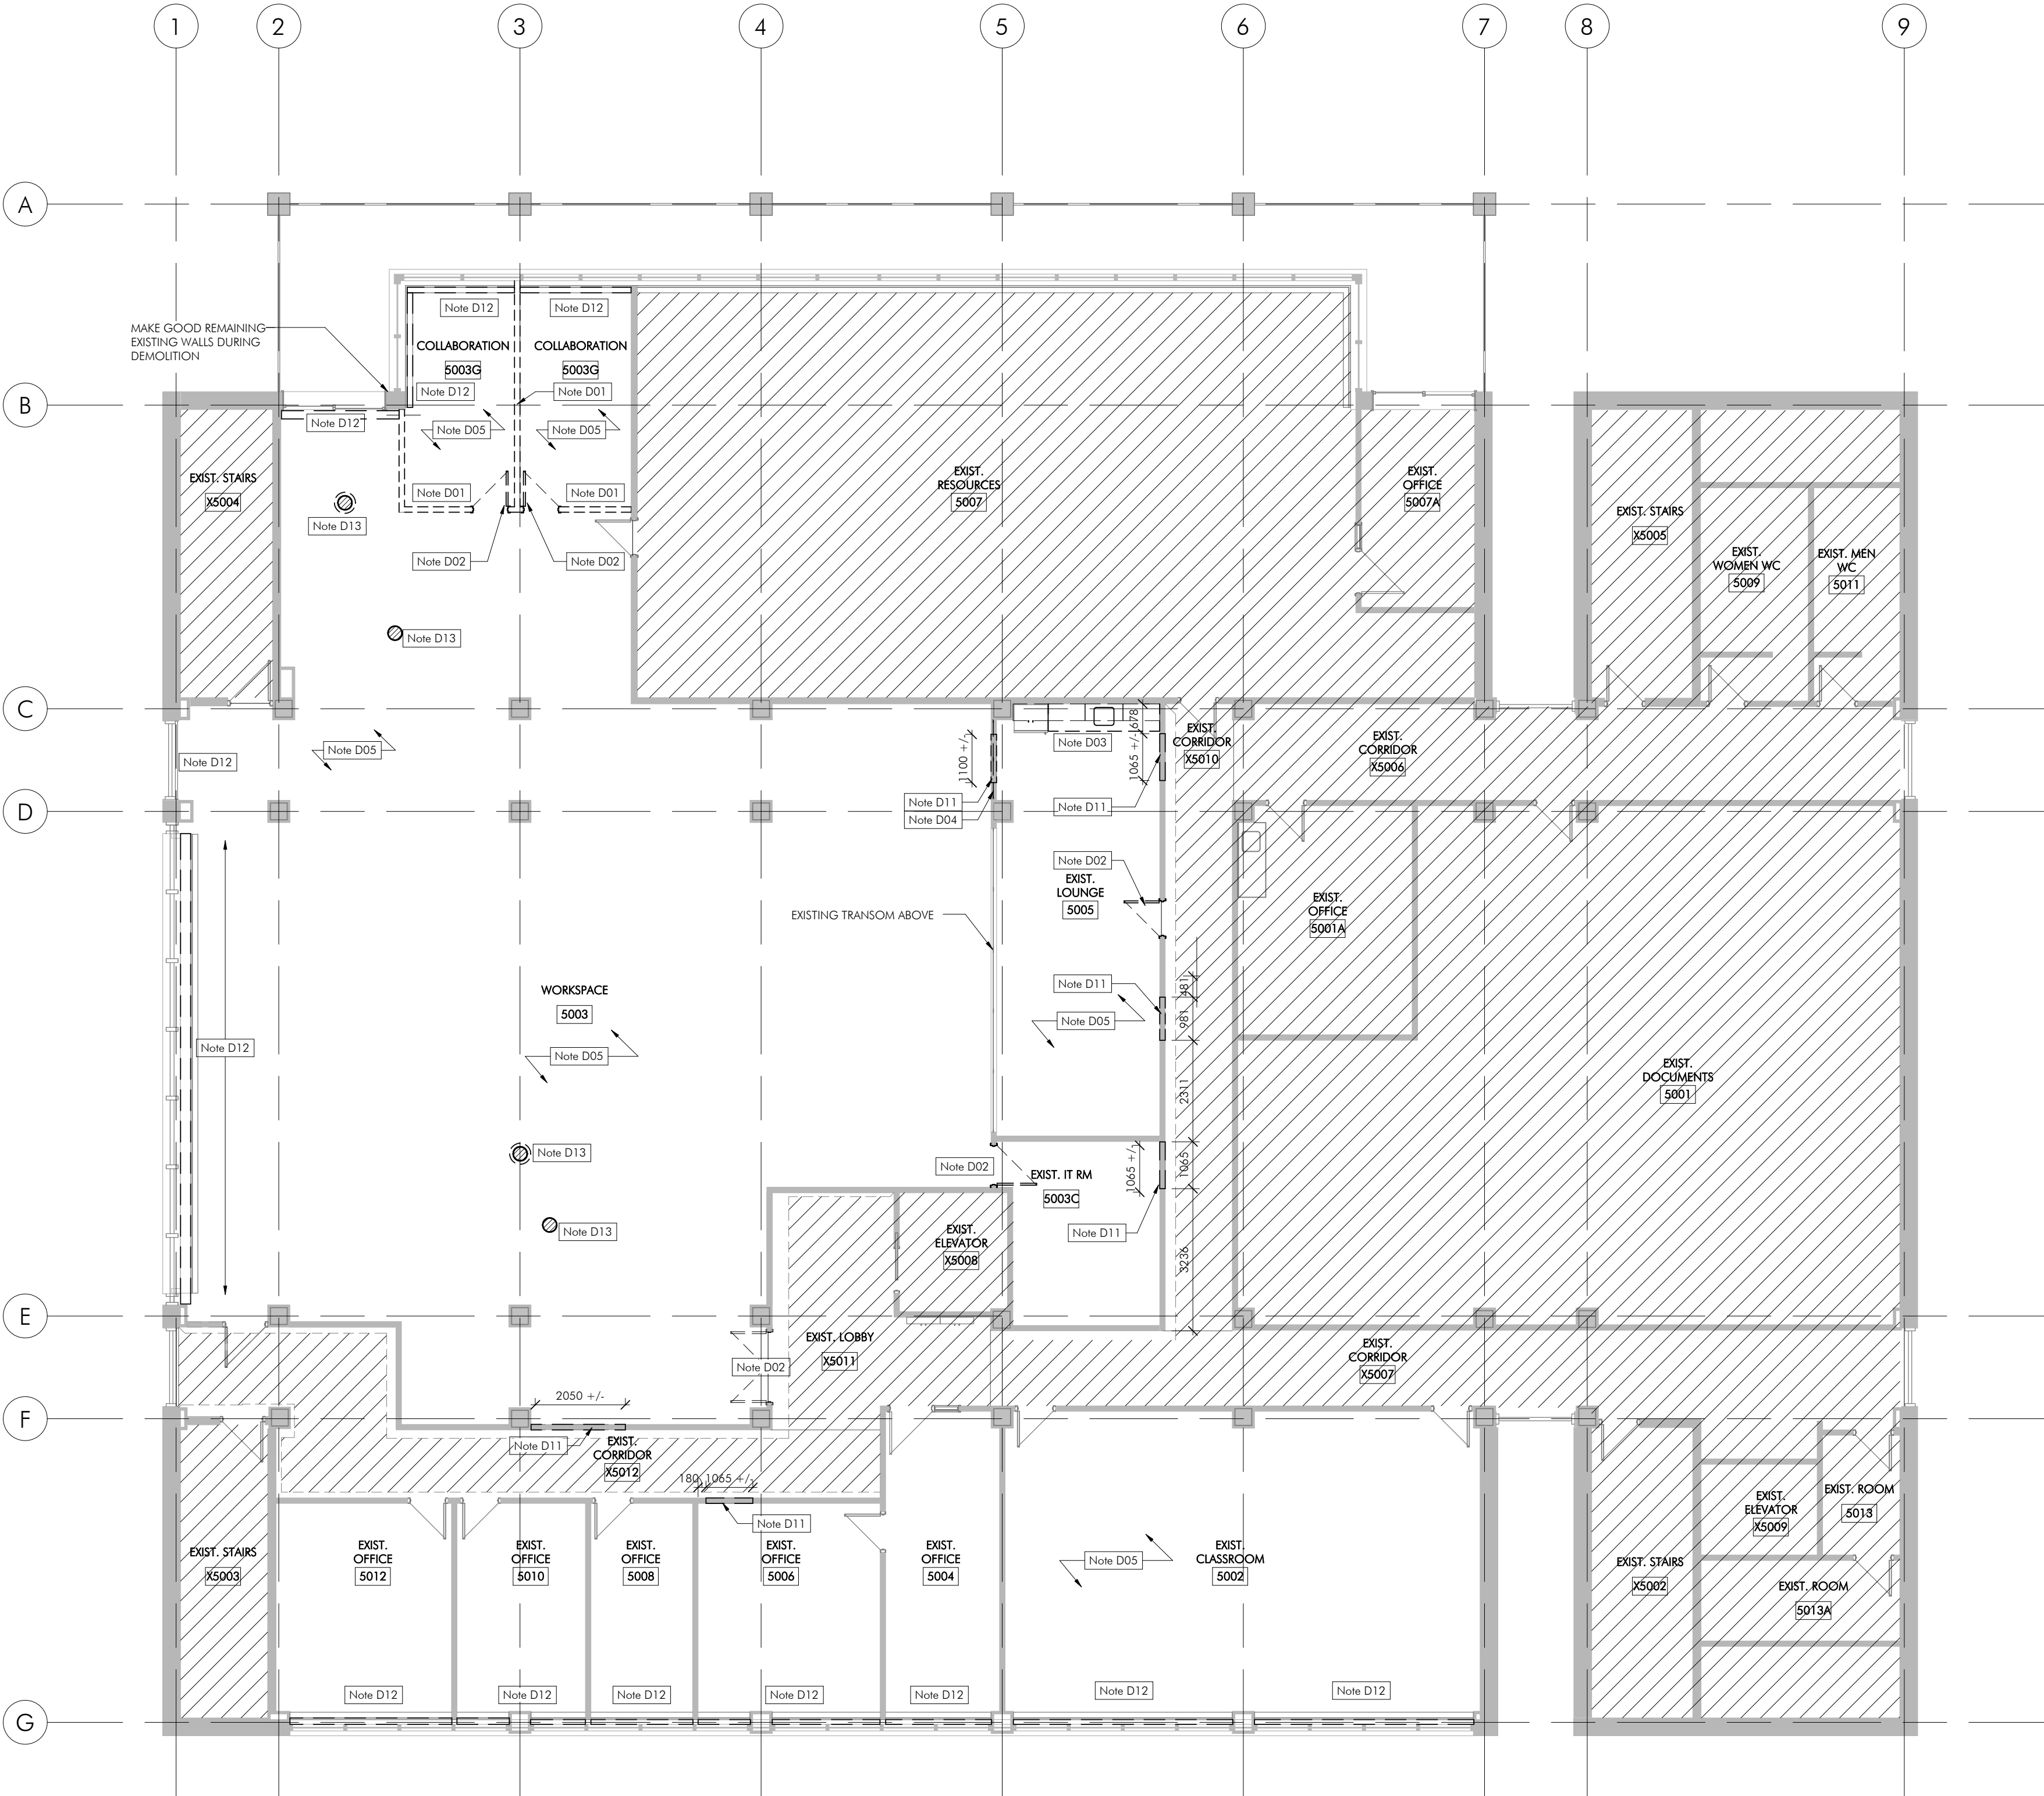 1
2
3
4
5
6
7
8
9
A
B
C
D
E
F
G
MAKE GOOD REMAINING
EXISTING WALLS DURING
DEMOLITION
Note D12
Note D12
COLLABORATION
5003G
COLLABORATION
5003G
Note D12
Note D01
Note D12
Note D05
Note D05
EXIST. STAIRS
X5004
Note D01
Note D01
Note D13
Note D02
Note D02
Note D13
EXIST.
RESOURCES
5007
EXIST.
OFFICE
5007A
EXIST. STAIRS
X5005
EXIST.
WOMEN WC
5009
EXIST. MEN
WC
5011
Note D12
Note D05
1100 +/-
Note D03
678
1065 +/-
EXIST.
CORRIDOR
X5010
EXIST.
CORRIDOR
X5006
Note D11
Note D04
Note D11
Note D02
EXIST.
LOUNGE
5005
EXISTING TRANSOM ABOVE
EXIST.
OFFICE
5001A
WORKSPACE
5003
Note D11
481
981
Note D05
Note D12
Note D05
2311
EXIST.
DOCUMENTS
5001
Note D13
Note D02
EXIST. IT RM
5003C
1065 +/-
1065
Note D13
Note D11
EXIST.
ELEVATOR
X5008
3236
EXIST. LOBBY
X5011
Note D02
EXIST.
CORRIDOR
X5007
2050 +/-
Note D11
EXIST.
CORRIDOR
X5012
180
1065 +/-
Note D11
EXIST. STAIRS
X5003
EXIST.
OFFICE
5012
EXIST.
OFFICE
5010
EXIST.
OFFICE
5008
EXIST.
OFFICE
5006
EXIST.
OFFICE
5004
Note D05
EXIST.
CLASSROOM
5002
EXIST. STAIRS
X5002
EXIST.
ELEVATOR
X5009
EXIST. ROOM
5013
EXIST. ROOM
5013A
Note D12
Note D12
Note D12
Note D12
Note D12
Note D12
Note D12